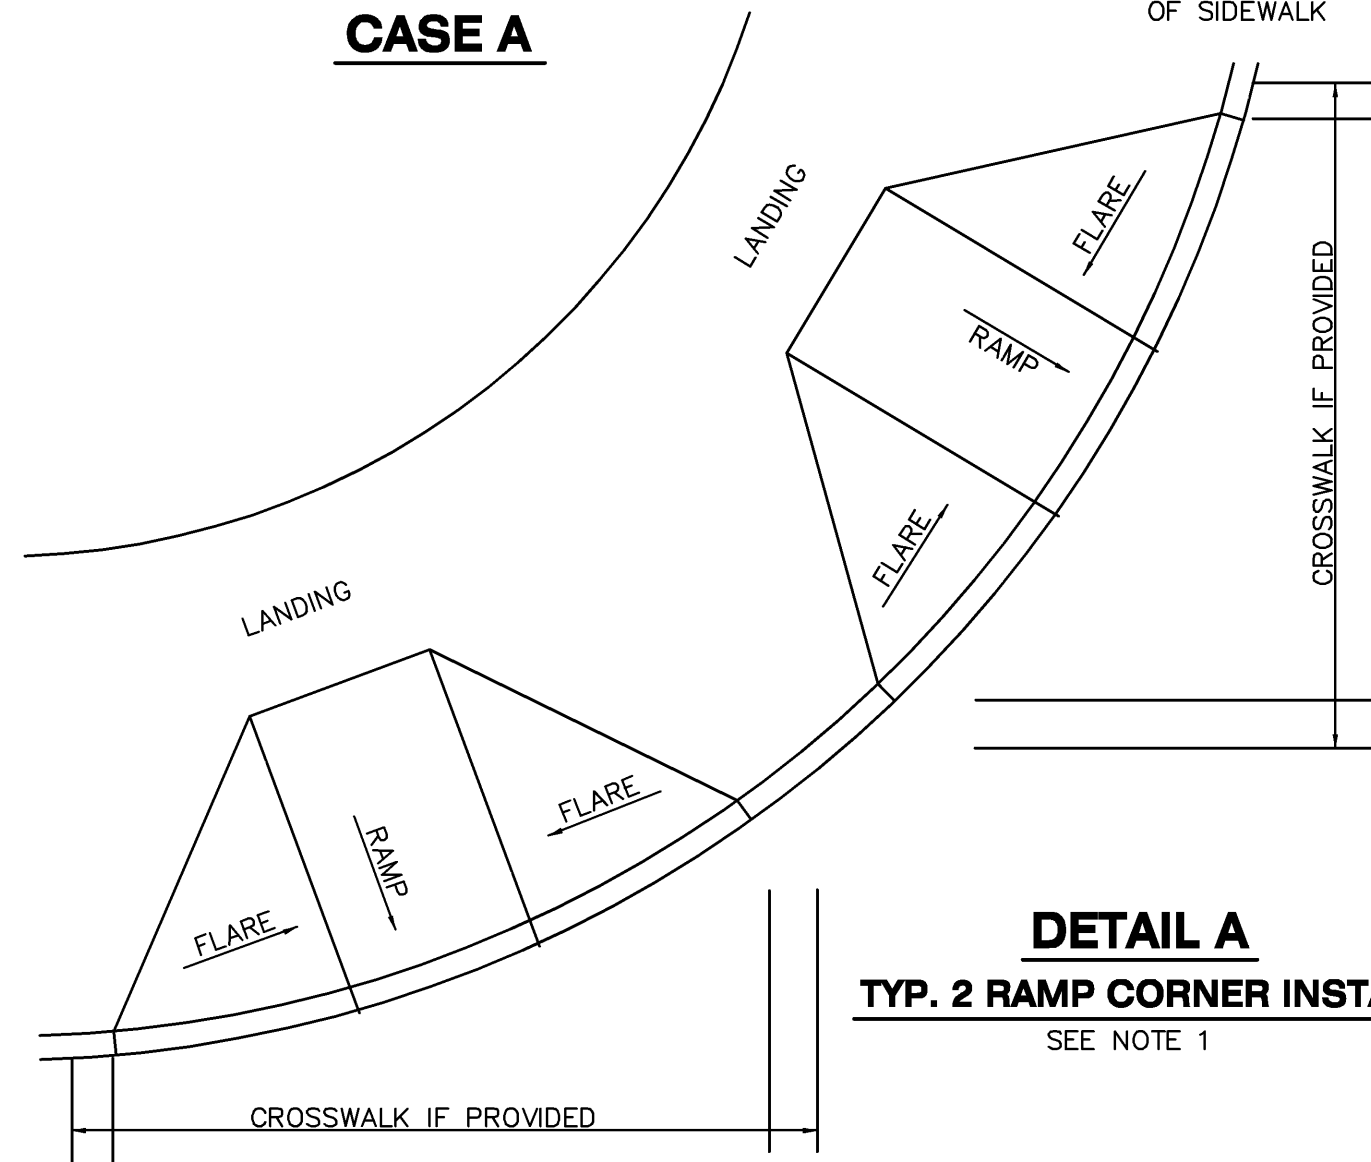 CASE A
OF SIDEWALK
LANDING
FLARE
RAMP
CROSSWALK IF PROVIDED
FLARE
LANDING
FLARE
RAMP
FLARE
DETAIL A
TYP. 2 RAMP CORNER INST
SEE NOTE 1
CROSSWALK IF PROVIDED